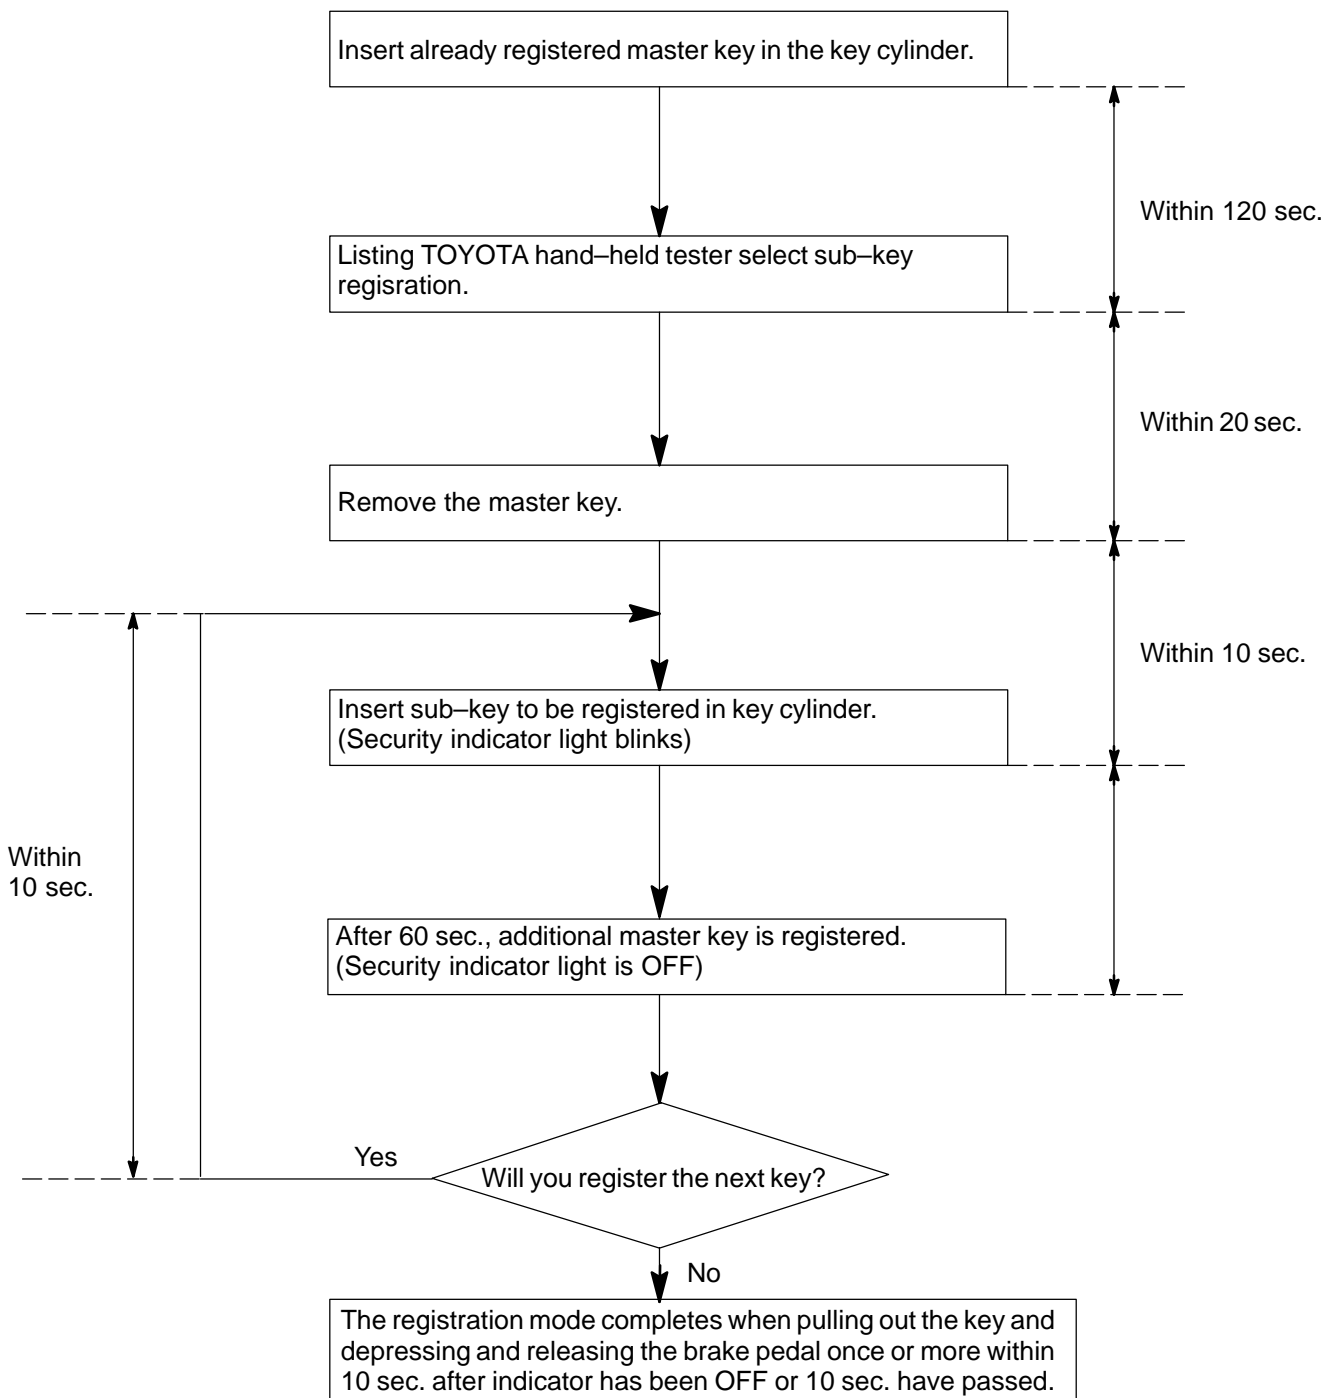 Insert already registered master key in the key cylinder.
Within 120 sec.
Listing TOYOTA hand–held tester select sub–key
regisration.
Within 20 sec.
Remove the master key.
Within 10 sec.
Insert sub–key to be registered in key cylinder.
(Security indicator light blinks)
Within
10 sec.
After 60 sec., additional master key is registered.
(Security indicator light is OFF)
Yes
Will you register the next key?
No
The registration mode completes when pulling out the key and
depressing and releasing the brake pedal once or more within
10 sec. after indicator has been OFF or 10 sec. have passed.